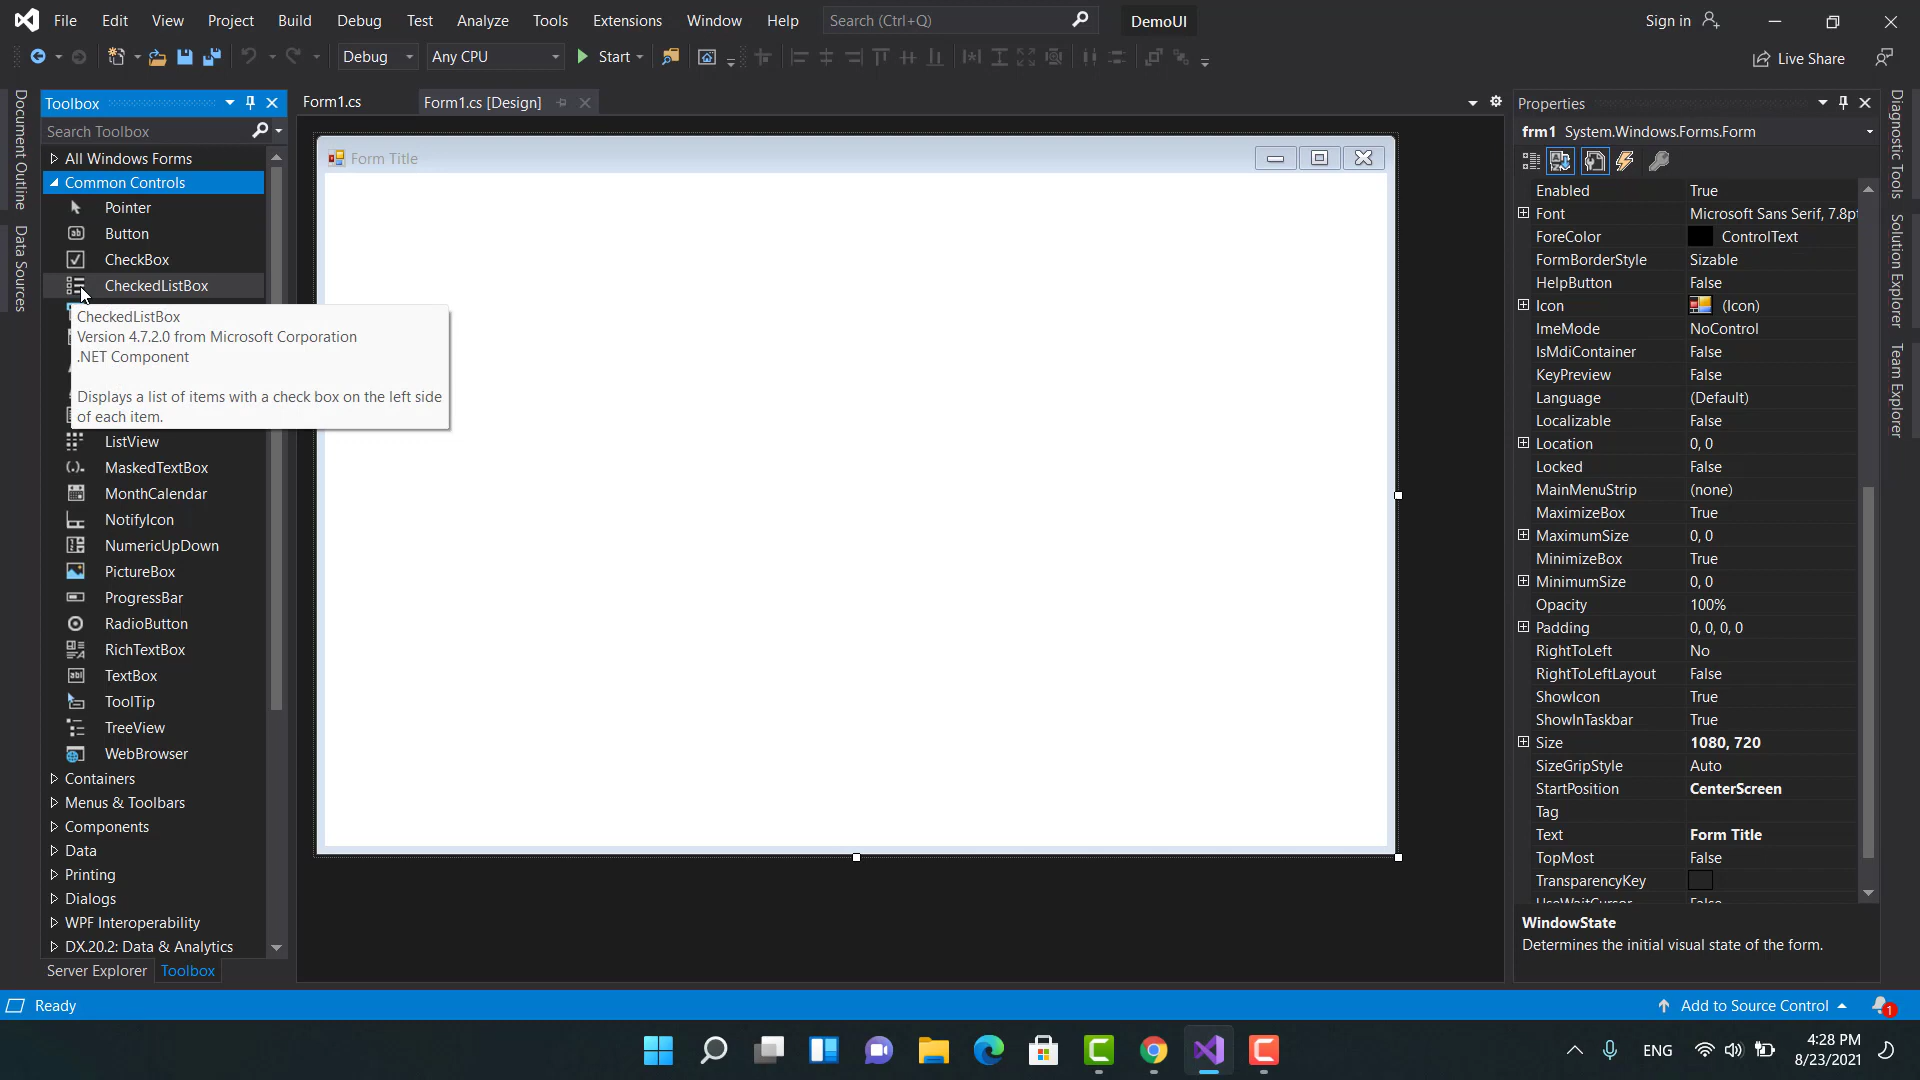 File Edit View Project Build Debug Test Analyze Tools Extensions Window Help Search (Ctrl+Q) DemoUI Sign in
Debug Any CPU Start Live Share
Document Outline
Data Sources
Toolbox
Search Toolbox
All Windows Forms
Common Controls
Pointer
Button
CheckBox
CheckedListBox
CheckedListBox
Version 4.7.2.0 from Microsoft Corporation
.NET Component
Displays a list of items with a check box on the left side
of each item.
ListView
MaskedTextBox
MonthCalendar
NotifyIcon
NumericUpDown
PictureBox
ProgressBar
RadioButton
RichTextBox
TextBox
ToolTip
TreeView
WebBrowser
Containers
Menus & Toolbars
Components
Data
Printing
Dialogs
WPF Interoperability
DX.20.2: Data & Analytics
Server Explorer Toolbox
Form1.cs Form1.cs [Design]
Form Title
Properties
frm1 System.Windows.Forms.Form
Enabled True
Font Microsoft Sans Serif, 7.8pt
ForeColor ControlText
FormBorderStyle Sizable
HelpButton False
Icon (Icon)
ImeMode NoControl
IsMdiContainer False
KeyPreview False
Language (Default)
Localizable False
Location 0, 0
Locked False
MainMenuStrip (none)
MaximizeBox True
MaximumSize 0, 0
MinimizeBox True
MinimumSize 0, 0
Opacity 100%
Padding 0, 0, 0, 0
RightToLeft No
RightToLeftLayout False
ShowIcon True
ShowInTaskbar True
Size 1080, 720
SizeGripStyle Auto
StartPosition CenterScreen
Tag
Text Form Title
TopMost False
TransparencyKey
UseWaitCursor False
WindowState
Determines the initial visual state of the form.
Diagnostic Tools
Solution Explorer
Team Explorer
Ready Add to Source Control 1
ENG 4:28 PM
8/23/2021